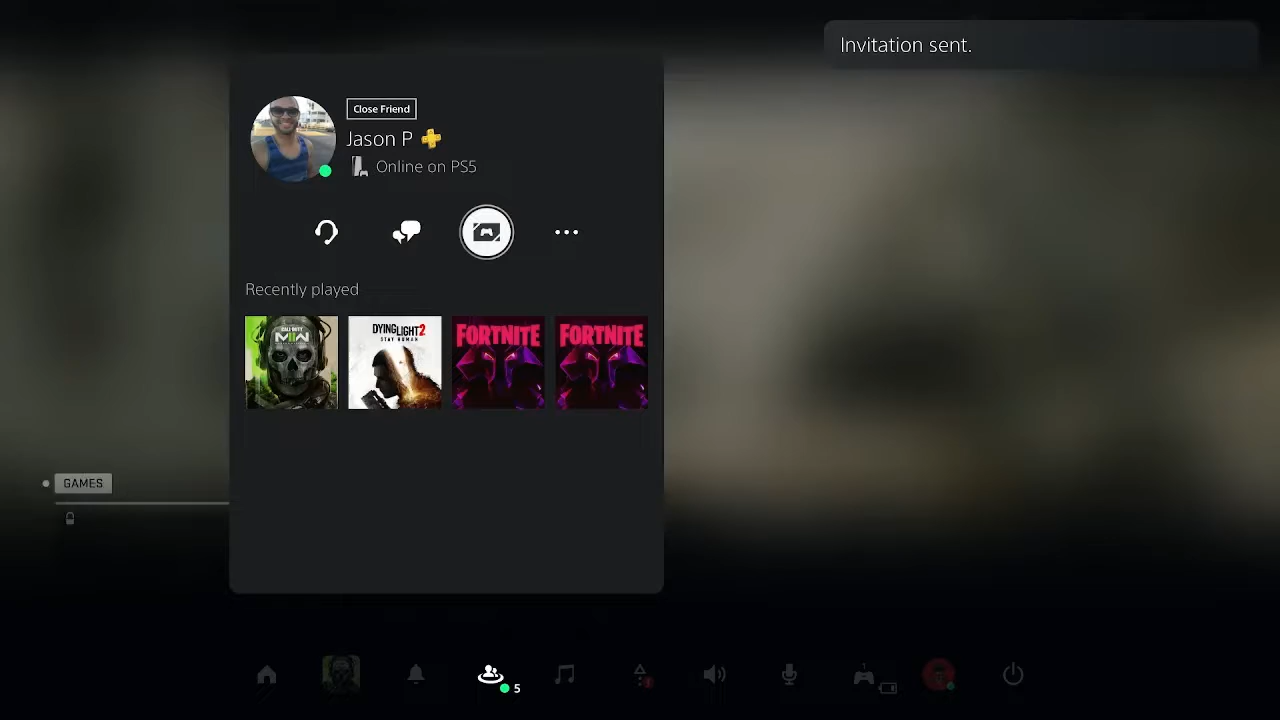 Invitation sent.
Close Friend
Jason P
Online on PS5
Recently played
CALL OF DUTY
MWII
DYING LIGHT 2
STAY HUMAN
FORTNITE
FORTNITE
GAMES
5